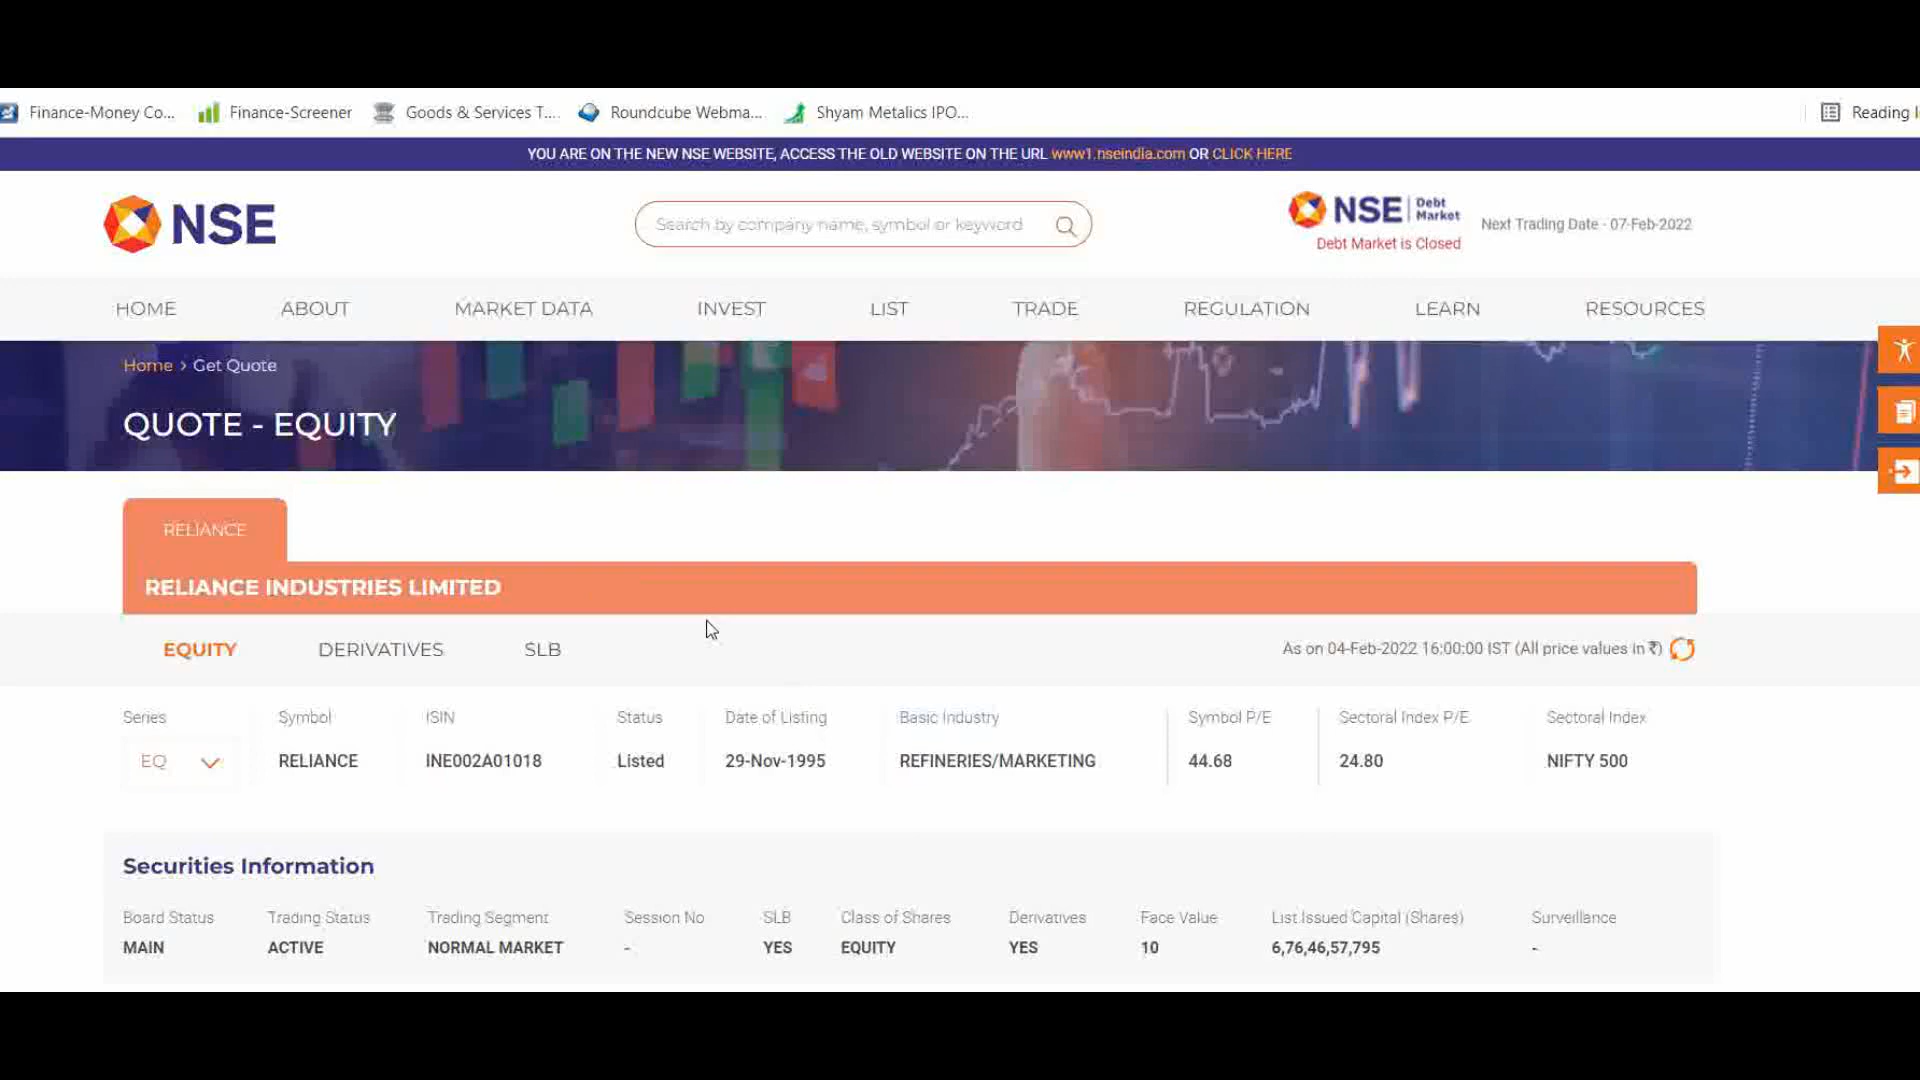 Finance-Money Co... Finance-Screener Goods & Services T.... Roundcube Webma... Shyam Metalics IPO... Reading
YOU ARE ON THE NEW NSE WEBSITE, ACCESS THE OLD WEBSITE ON THE URL www1.nseindia.com OR CLICK HERE
NSE
Search by company name, symbol or keyword
NSE Debt Market
Debt Market is Closed
Next Trading Date - 07-Feb-2022
HOME ABOUT MARKET DATA INVEST LIST TRADE REGULATION LEARN RESOURCES
Home > Get Quote
QUOTE - EQUITY
RELIANCE
RELIANCE INDUSTRIES LIMITED
EQUITY DERIVATIVES SLB As on 04-Feb-2022 16:00:00 IST (All price values in ₹)
Series Symbol ISIN Status Date of Listing Basic Industry Symbol P/E Sectoral Index P/E Sectoral Index
EQ RELIANCE INE002A01018 Listed 29-Nov-1995 REFINERIES/MARKETING 44.68 24.80 NIFTY 500
Securities Information
Board Status Trading Status Trading Segment Session No SLB Class of Shares Derivatives Face Value List Issued Capital (Shares) Surveillance
MAIN ACTIVE NORMAL MARKET - YES EQUITY YES 10 6,76,46,57,795 -